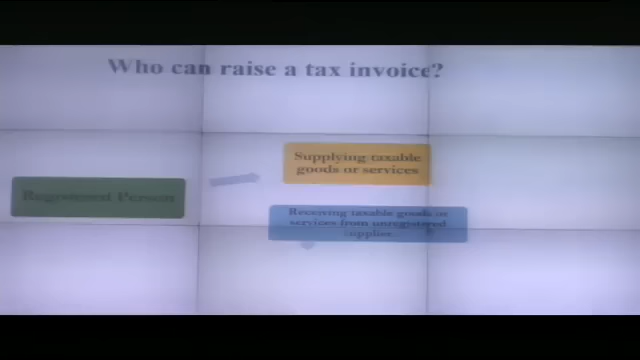 Who can raise a tax invoice?
Supplying taxable
goods or services
Registered Person
Receiving taxable goods or
services from unregistered
supplier